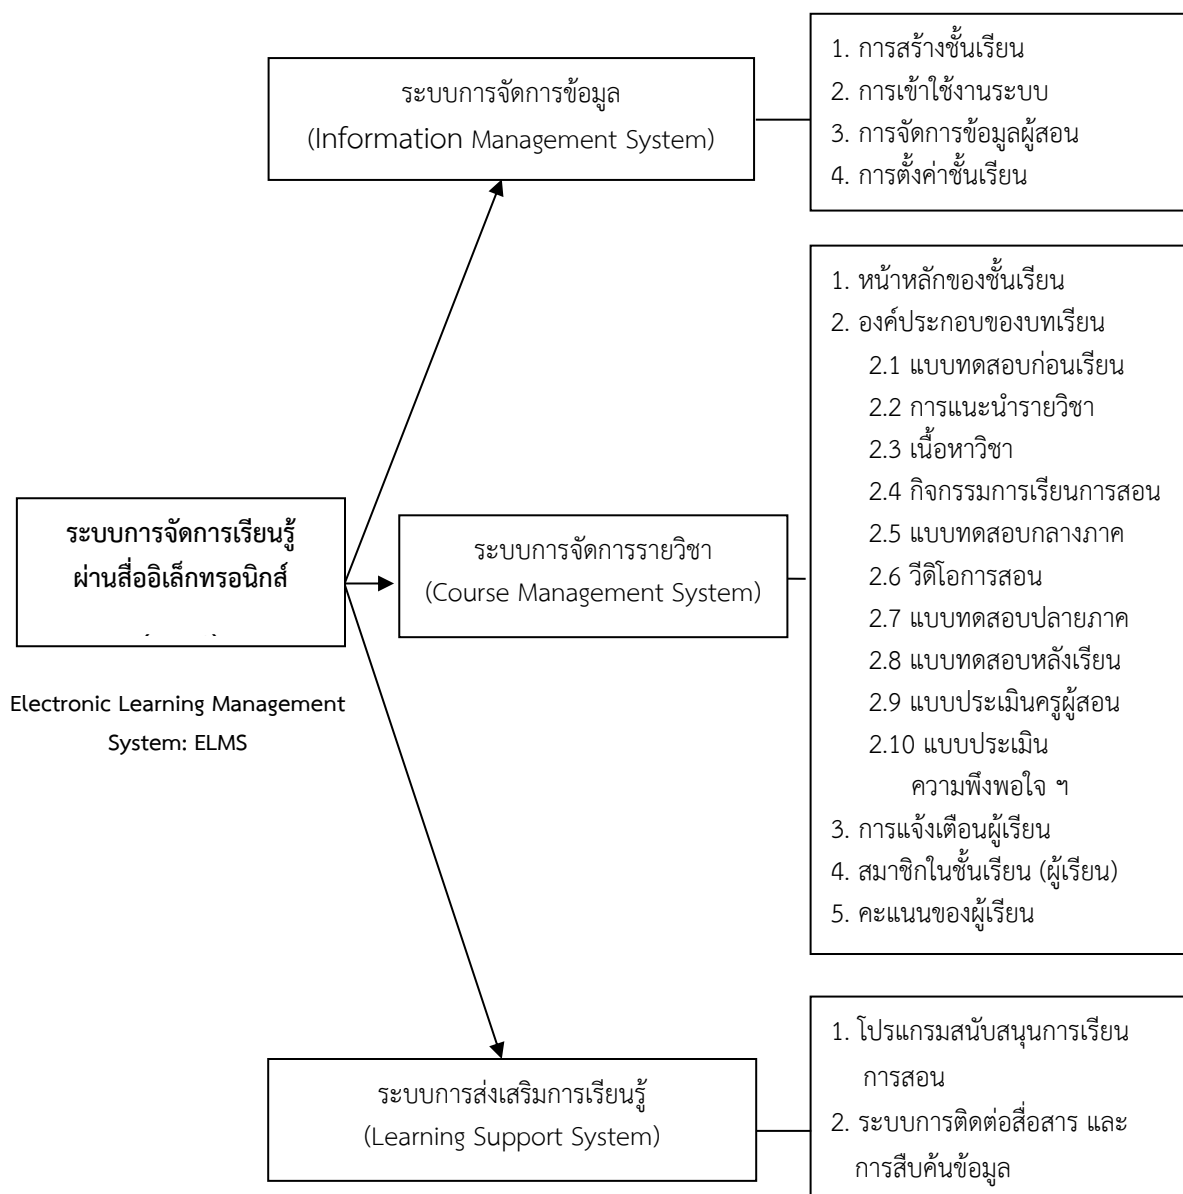 ระบบการจัดการข้อมูล
(Information Management System)
1. การสร้างชั้นเรียน
2. การเข้าใช้งานระบบ
3. การจัดการข้อมูลผู้สอน
4. การตั้งค่าชั้นเรียน
ระบบการจัดการเรียนรู้
ผ่านสื่ออิเล็กทรอนิกส์
Electronic Learning Management
System: ELMS
ระบบการจัดการรายวิชา
(Course Management System)
1. หน้าหลักของชั้นเรียน
2. องค์ประกอบของบทเรียน
2.1 แบบทดสอบก่อนเรียน
2.2 การแนะนำรายวิชา
2.3 เนื้อหาวิชา
2.4 กิจกรรมการเรียนการสอน
2.5 แบบทดสอบกลางภาค
2.6 วีดิโอการสอน
2.7 แบบทดสอบปลายภาค
2.8 แบบทดสอบหลังเรียน
2.9 แบบประเมินครูผู้สอน
2.10 แบบประเมิน
ความพึงพอใจ ฯ
3. การแจ้งเตือนผู้เรียน
4. สมาชิกในชั้นเรียน (ผู้เรียน)
5. คะแนนของผู้เรียน
ระบบการส่งเสริมการเรียนรู้
(Learning Support System)
1. โปรแกรมสนับสนุนการเรียน
การสอน
2. ระบบการติดต่อสื่อสาร และ
การสืบค้นข้อมูล